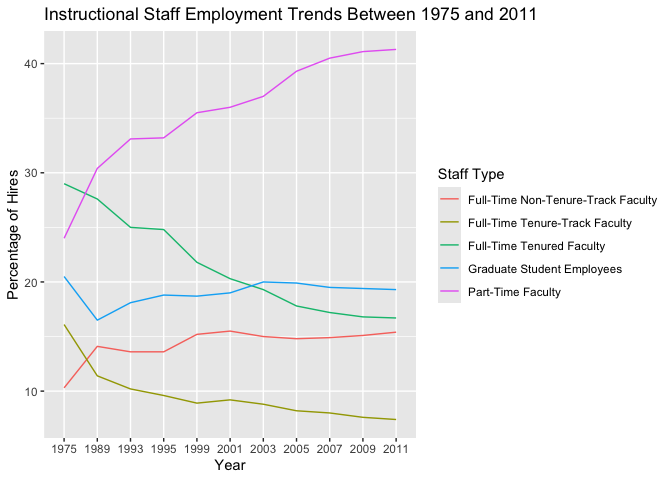 Instructional Staff Employment Trends Between 1975 and 2011
Percentage of Hires
40
30
20
10
1975 1989 1993 1995 1999 2001 2003 2005 2007 2009 2011
Year
Staff Type
Full-Time Non-Tenure-Track Faculty
Full-Time Tenure-Track Faculty
Full-Time Tenured Faculty
Graduate Student Employees
Part-Time Faculty